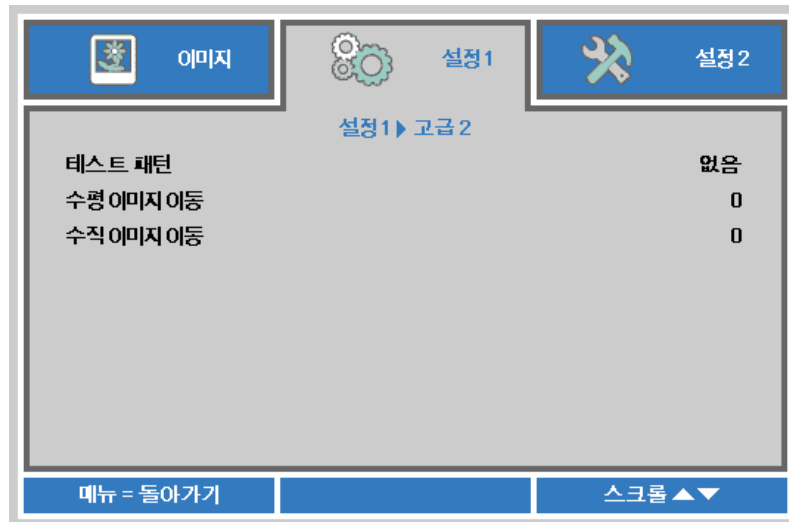 이미지 설정1 설정2
설정1▶고급2
테스트 패턴 없음
수평 이미지 이동 0
수직 이미지 이동 0
메뉴 = 돌아가기 스크롤▲▼